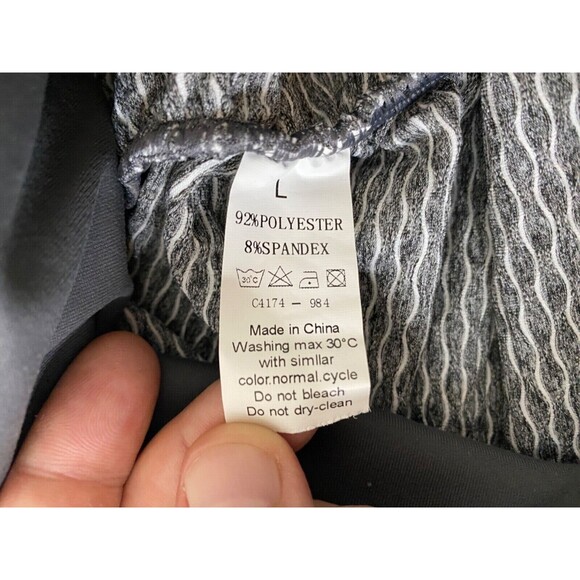 L
92%POLYESTER
8%SPANDEX
30°C
C4174 - 984
Made in China
Washing max 30°C
with similar
color.normal.cycle
Do not bleach
Do not dry-clean